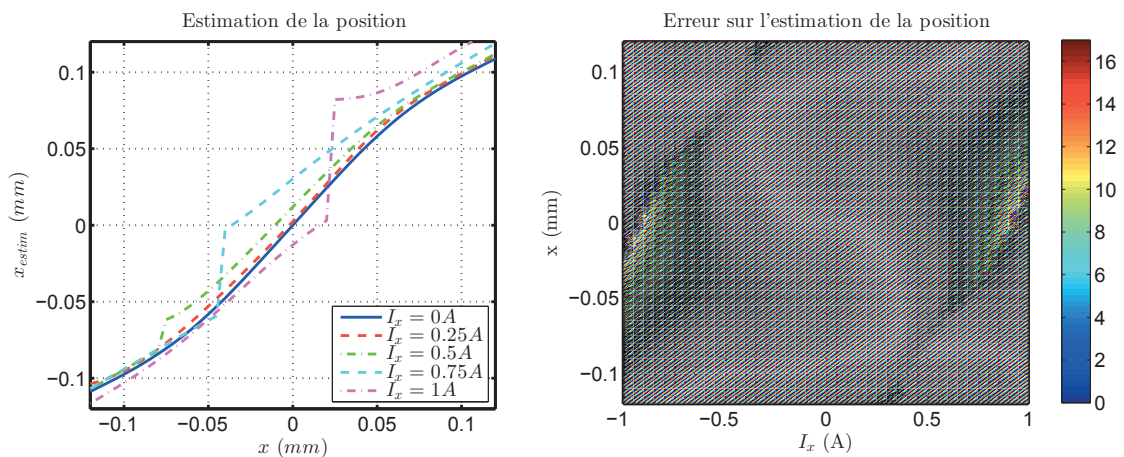 Estimation de la position
0.1
0.05
0
−0.05
−0.1
−0.1
−0.05
0
0.05
0.1
x_estim (mm)
x (mm)
I_x = 0A
I_x = 0.25A
I_x = 0.5A
I_x = 0.75A
I_x = 1A
Erreur sur l'estimation de la position
0.1
0.05
0
−0.05
−0.1
−1
−0.5
0
0.5
1
x (mm)
I_x (A)
16
14
12
10
8
6
4
2
0